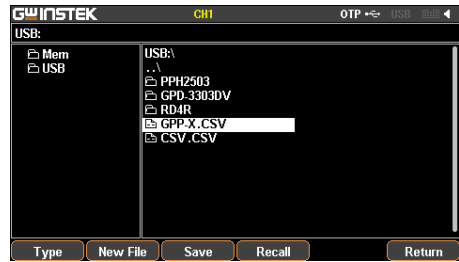 GWINSTEK CH1 OTP USB
USB:
Mem
USB
USB:\
..\
PPH2503
GPD-3303DV
RD4R
GPP-X.CSV
CSV.CSV
Type New File Save Recall Return